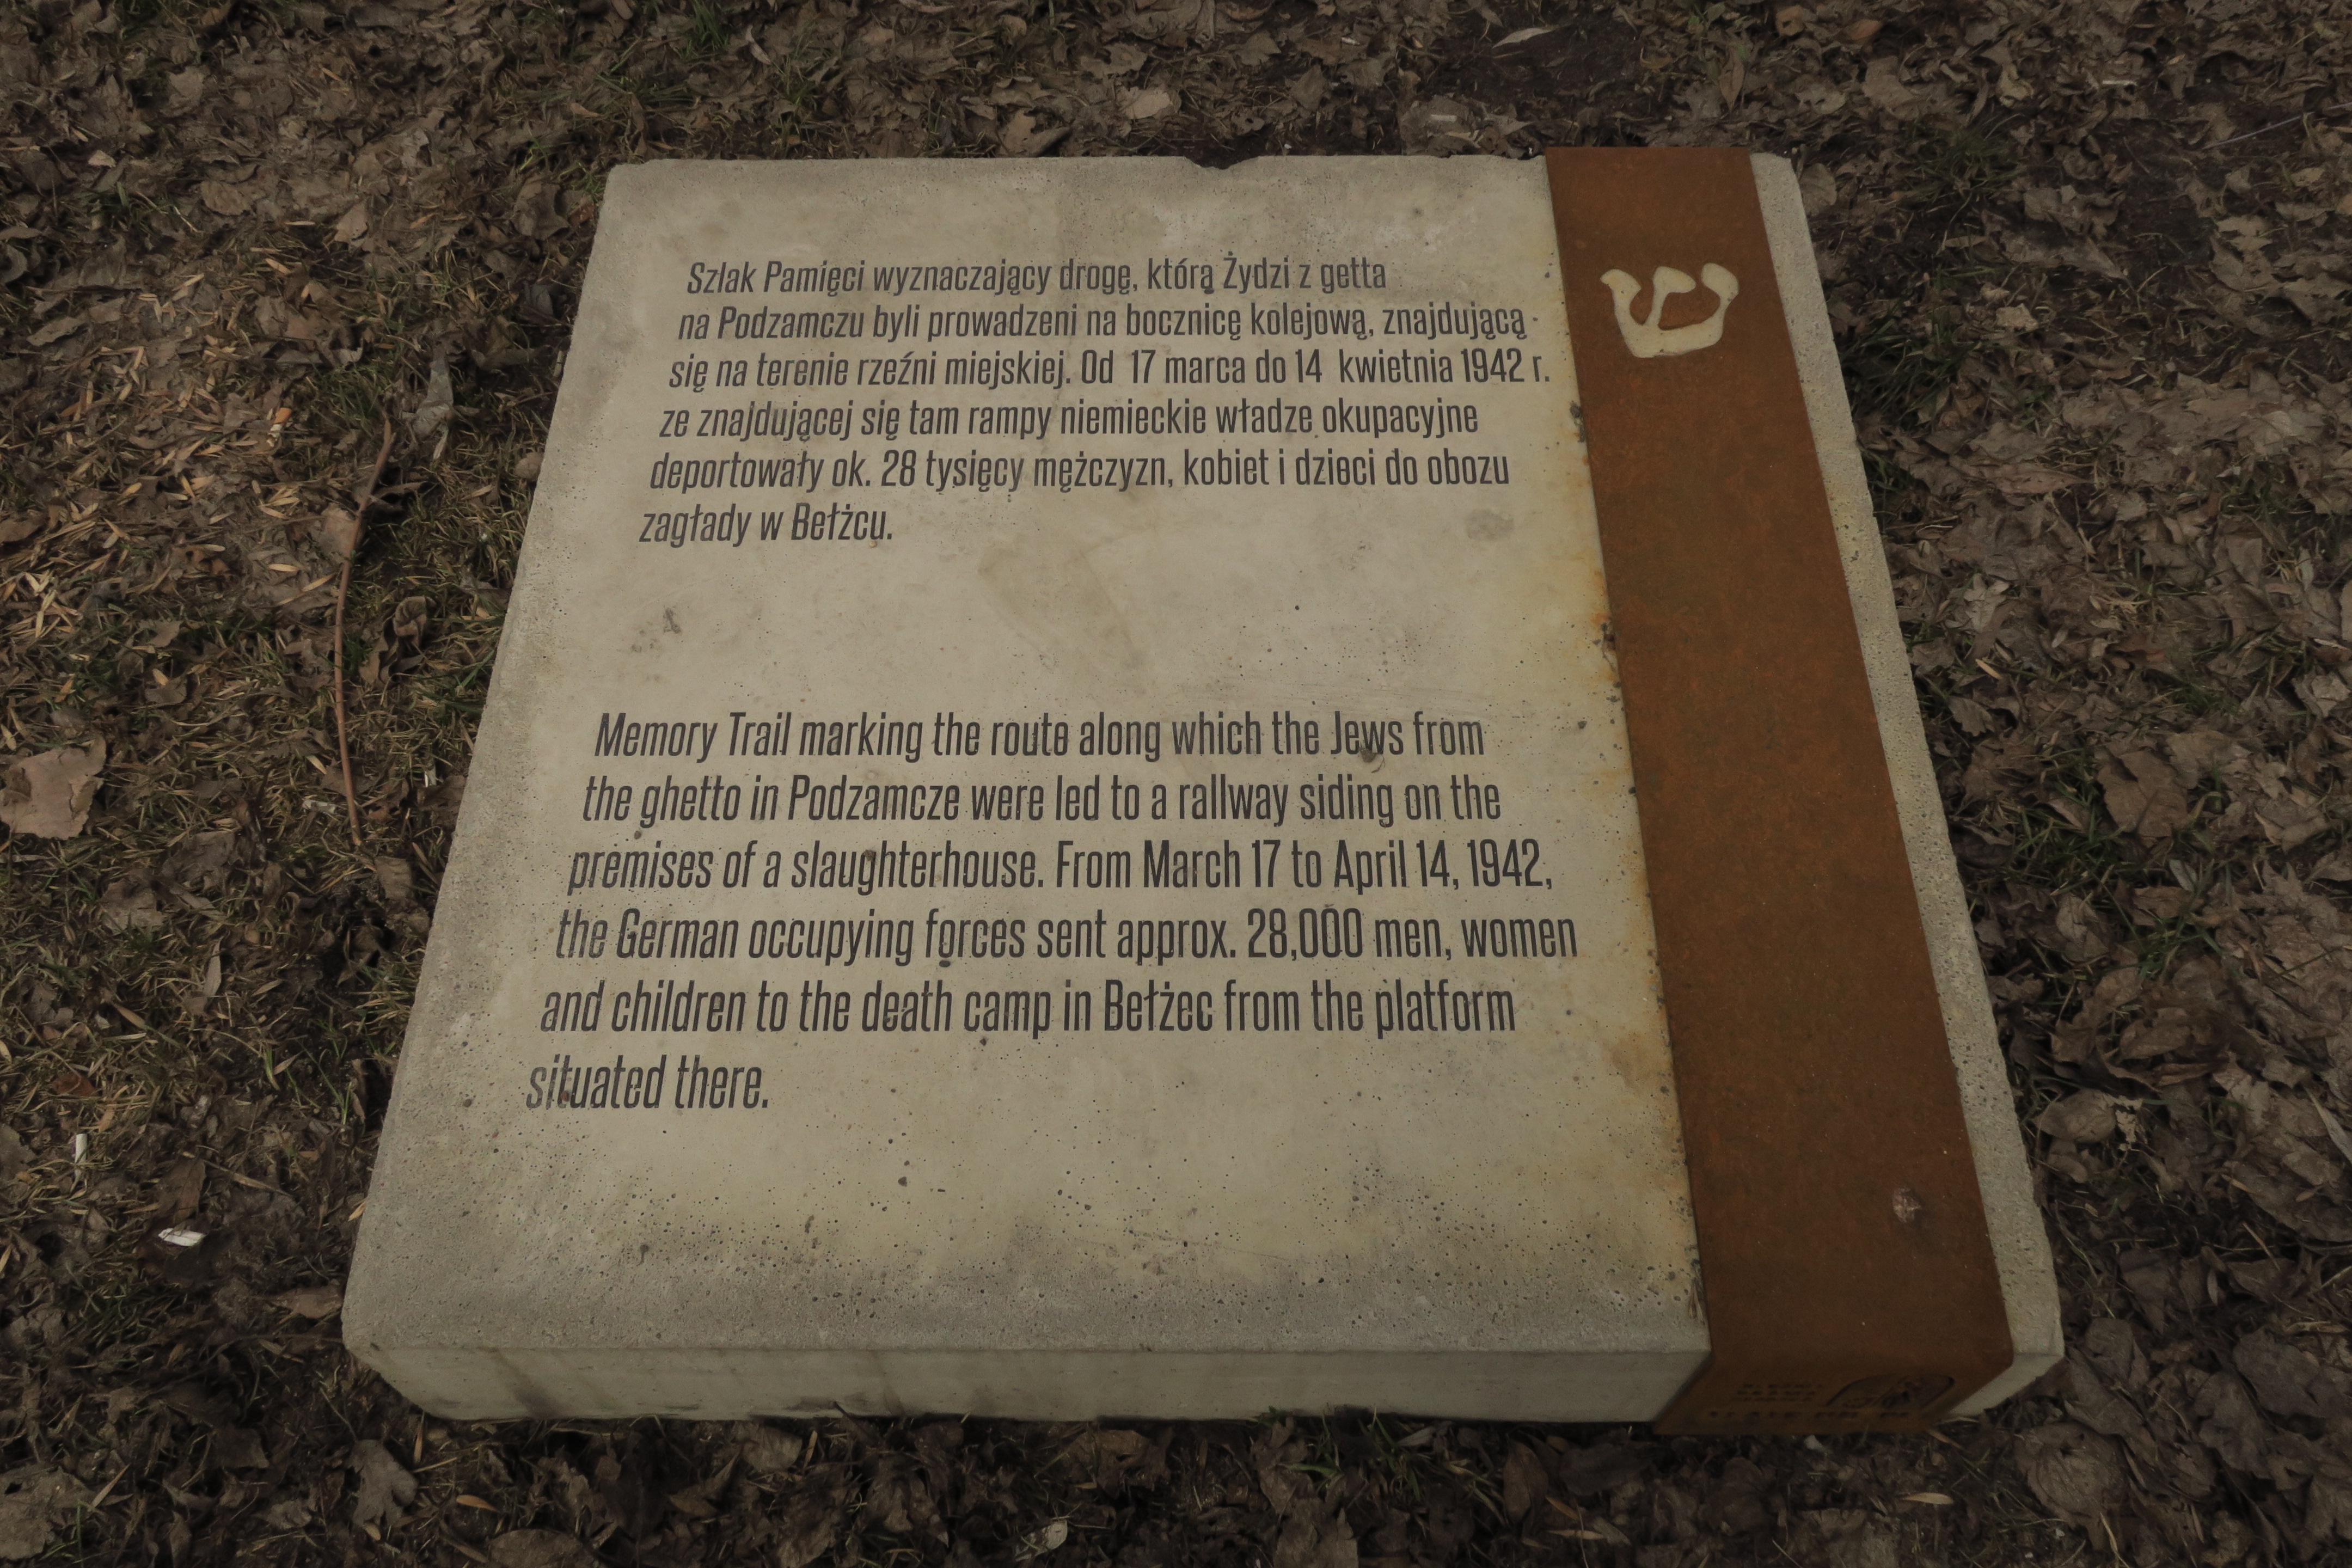 Szlak Pamięci wyznaczający drogę, którą Żydzi z getta
na Podzamczu byli prowadzeni na bocznicę kolejową, znajdującą
się na terenie rzeźni miejskiej. Od 17 marca do 14 kwietnia 1942 r.
ze znajdującej się tam rampy niemieckie władze okupacyjne
deportowały ok. 28 tysięcy mężczyzn, kobiet i dzieci do obozu
zagłady w Bełżcu.
ש
Memory Trail marking the route along which the Jews from
the ghetto in Podzamcze were led to a rallway siding on the
premises of a slaughterhouse. From March 17 to April 14, 1942,
the German occupying forces sent approx. 28,000 men, women
and children to the death camp in Bełżec from the platform
situated there.